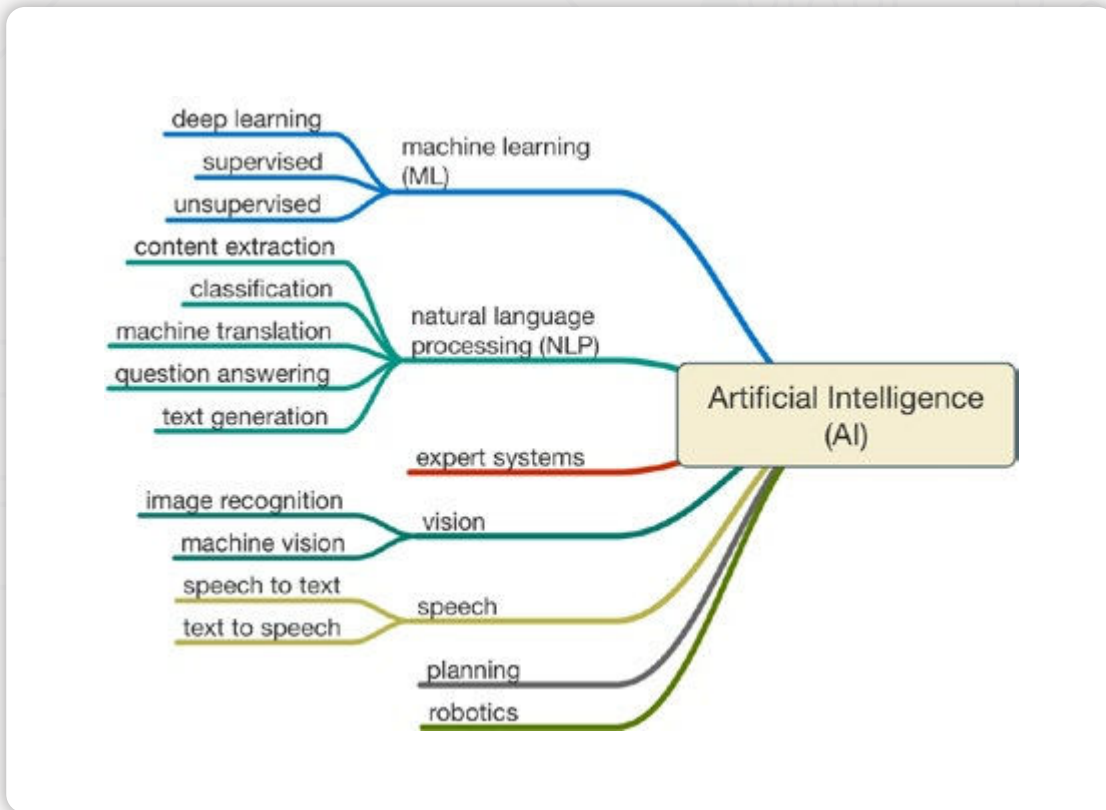 deep learning
supervised
unsupervised
machine learning
(ML)
content extraction
classification
machine translation
question answering
text generation
natural language
processing (NLP)
Artificial Intelligence
(AI)
expert systems
image recognition
machine vision
vision
speech to text
text to speech
speech
planning
robotics